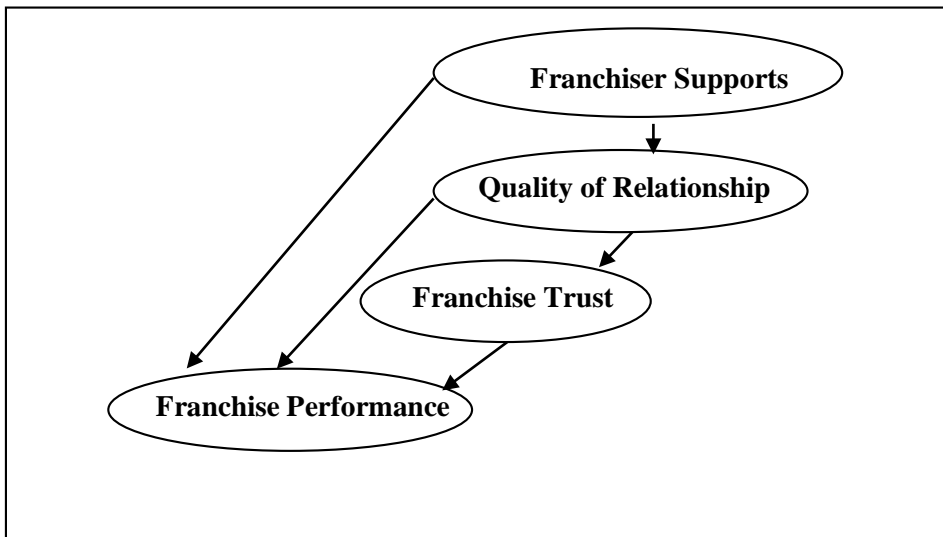 Franchiser Supports
Quality of Relationship
Franchise Trust
Franchise Performance